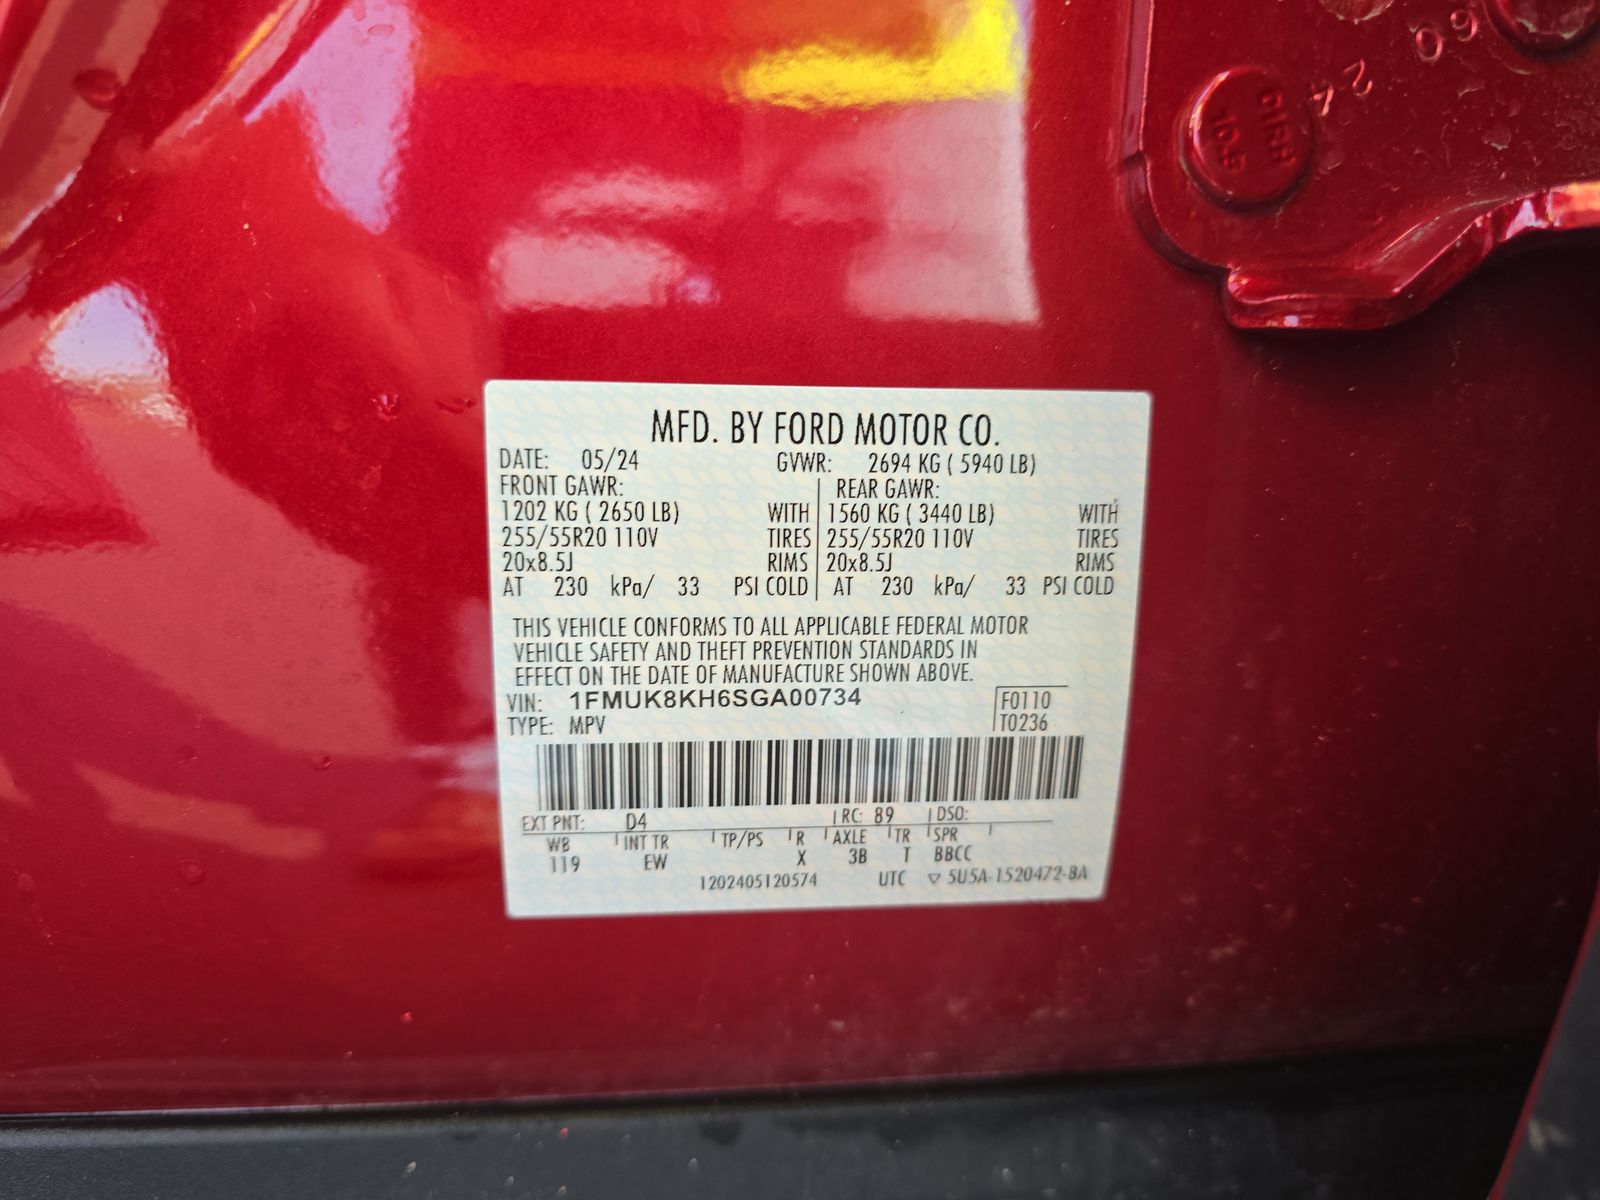 60
24
MFD. BY FORD MOTOR CO.
DATE: 05/24 GVWR: 2694 KG ( 5940 LB)
FRONT GAWR: REAR GAWR:
1202 KG ( 2650 LB) WITH 1560 KG ( 3440 LB) WITH
255/55R20 110V TIRES 255/55R20 110V TIRES
20x8.5J RIMS 20x8.5J RIMS
AT 230 kPa/ 33 PSI COLD AT 230 kPa/ 33 PSI COLD
THIS VEHICLE CONFORMS TO ALL APPLICABLE FEDERAL MOTOR
VEHICLE SAFETY AND THEFT PREVENTION STANDARDS IN
EFFECT ON THE DATE OF MANUFACTURE SHOWN ABOVE.
VIN: 1FMUK8KH6SGA00734 F0110
TYPE: MPV T0236
EXT PNT: D4 RC: 89 DSO:
WB INT TR TP/PS R AXLE TR SPR
119 EW X 3B T BBCC
1202405120574 UTC ▽ 5U5A-1520472-BA